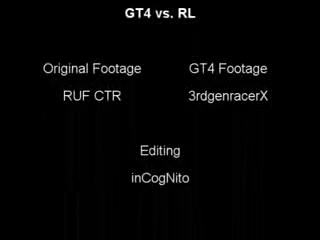 GT4 vs. RL
Original Footage GT4 Footage
RUF CTR 3rdgenracerX
Editing
inCogNito